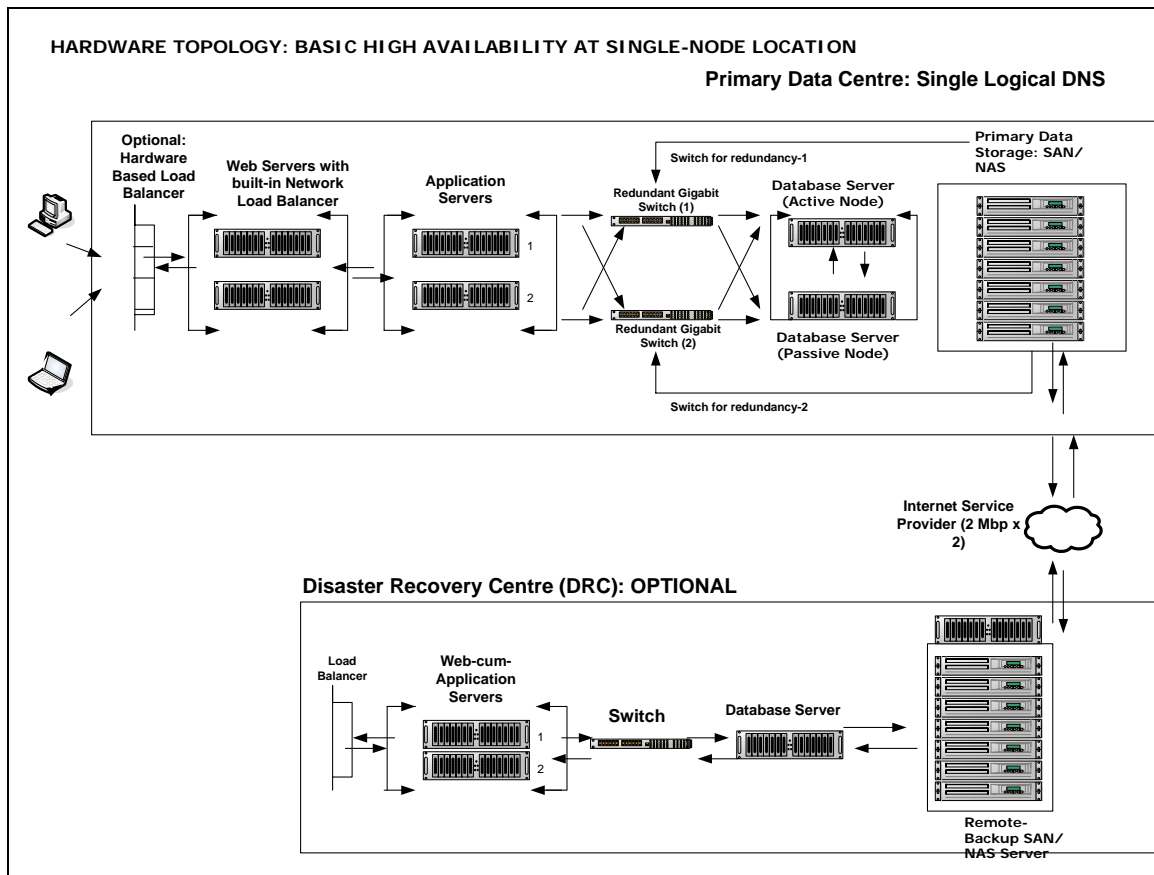 HARDWARE TOPOLOGY: BASIC HIGH AVAILABILITY AT SINGLE-NODE LOCATION
Primary Data Centre: Single Logical DNS
Optional:
Hardware
Based Load
Balancer
Web Servers with
built-in Network
Load Balancer
Application
Servers
1
2
Switch for redundancy-1
Redundant Gigabit
Switch (1)
Redundant Gigabit
Switch (2)
Switch for redundancy-2
Database Server
(Active Node)
Database Server
(Passive Node)
Primary Data
Storage: SAN/
NAS
Internet Service
Provider (2 Mbp x
2)
Disaster Recovery Centre (DRC): OPTIONAL
Load
Balancer
Web-cum-
Application
Servers
1
2
Switch
Database Server
Remote-
Backup SAN/
NAS Server